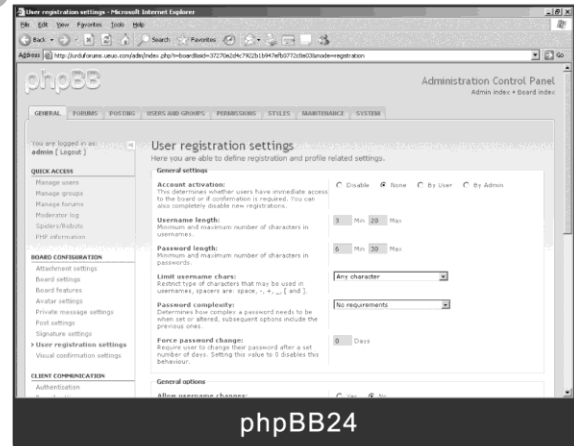 User registration settings - Microsoft Internet Explorer
File Edit View Favorites Tools Help
Back Search Favorites
Address Go
phpBB
Administration Control Panel
Admin index • Board index
GENERAL FORUMS POSTING USERS AND GROUPS PERMISSIONS STYLES MAINTENANCE SYSTEM
You are logged in as:
admin [ Logout ]
QUICK ACCESS
Manage users
Manage groups
Manage forums
Moderator log
Spiders/Robots
PHP information
BOARD CONFIGURATION
Attachment settings
Board settings
Board features
Avatar settings
Private message settings
Post settings
Signature settings
User registration settings
Visual confirmation settings
CLIENT COMMUNICATION
Authentication
User registration settings
Here you are able to define registration and profile related settings.
General settings
Account activation:
This determines whether users have immediate access
to the board or if confirmation is required. You can
also completely disable new registrations.
Disable None By User By Admin
Username length:
Minimum and maximum number of characters in
usernames.
3 Min 20 Max
Password length:
Minimum and maximum number of characters in
passwords.
6 Min 30 Max
Limit username chars:
Restrict type of characters that may be used in
usernames, spacers are: space, -, +, _, [ and ].
Any character
Password complexity:
Determines how complex a password needs to be
when set or altered, subsequent options include the
previous ones.
No requirements
Force password change:
Require user to change their password after a set
number of days. Setting this value to 0 disables this
behaviour.
0 Days
General options
Allow username changes:
Yes No
phpBB24